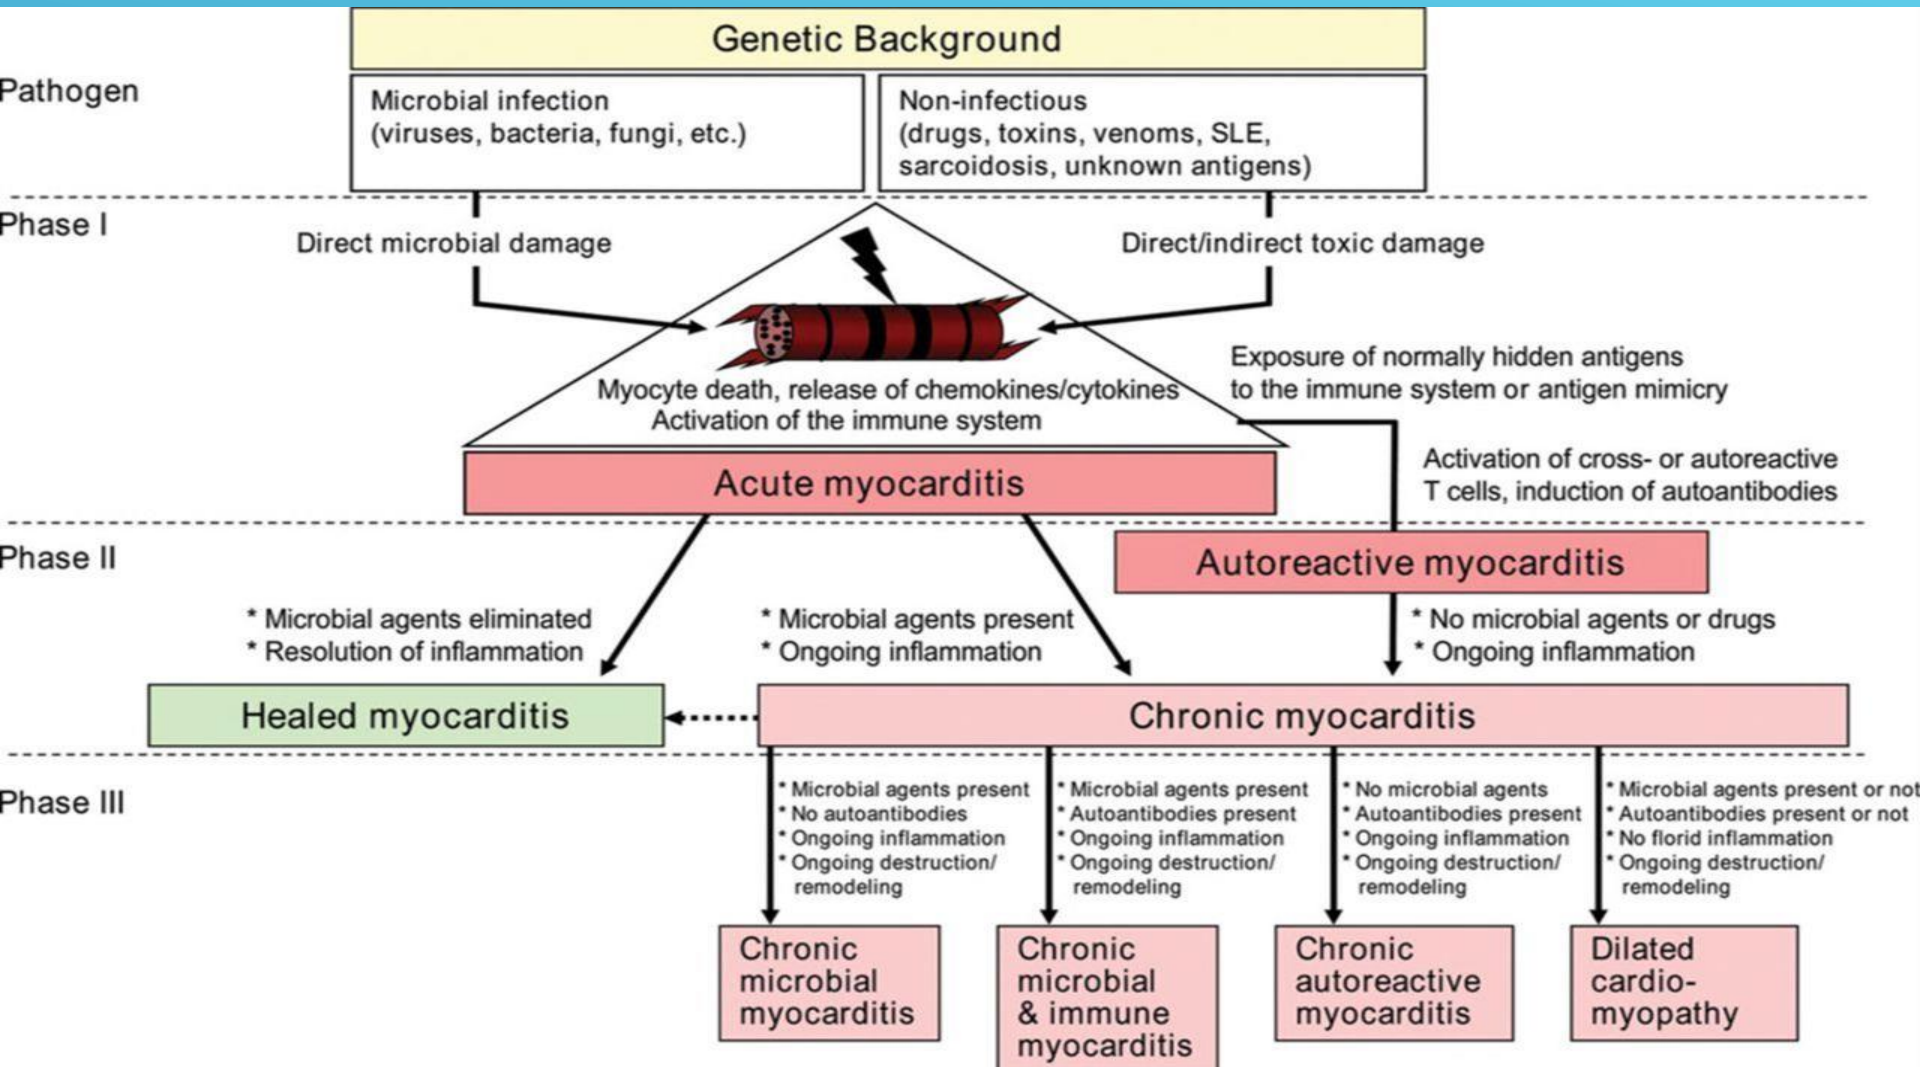 Genetic Background
Pathogen
Microbial infection
(viruses, bacteria, fungi, etc.)
Non-infectious
(drugs, toxins, venoms, SLE,
sarcoidosis, unknown antigens)
Phase I
Direct microbial damage
Direct/indirect toxic damage
Myocyte death, release of chemokines/cytokines
Activation of the immune system
Exposure of normally hidden antigens
to the immune system or antigen mimicry
Acute myocarditis
Activation of cross- or autoreactive
T cells, induction of autoantibodies
Phase II
Autoreactive myocarditis
* Microbial agents eliminated
* Resolution of inflammation
* Microbial agents present
* Ongoing inflammation
* No microbial agents or drugs
* Ongoing inflammation
Healed myocarditis
Chronic myocarditis
Phase III
* Microbial agents present
* No autoantibodies
* Ongoing inflammation
* Ongoing destruction/
remodeling
* Microbial agents present
* Autoantibodies present
* Ongoing inflammation
* Ongoing destruction/
remodeling
* No microbial agents
* Autoantibodies present
* Ongoing inflammation
* Ongoing destruction/
remodeling
* Microbial agents present or not
* Autoantibodies present or not
* No florid inflammation
* Ongoing destruction/
remodeling
Chronic
microbial
myocarditis
Chronic
microbial
& immune
myocarditis
Chronic
autoreactive
myocarditis
Dilated
cardio-
myopathy